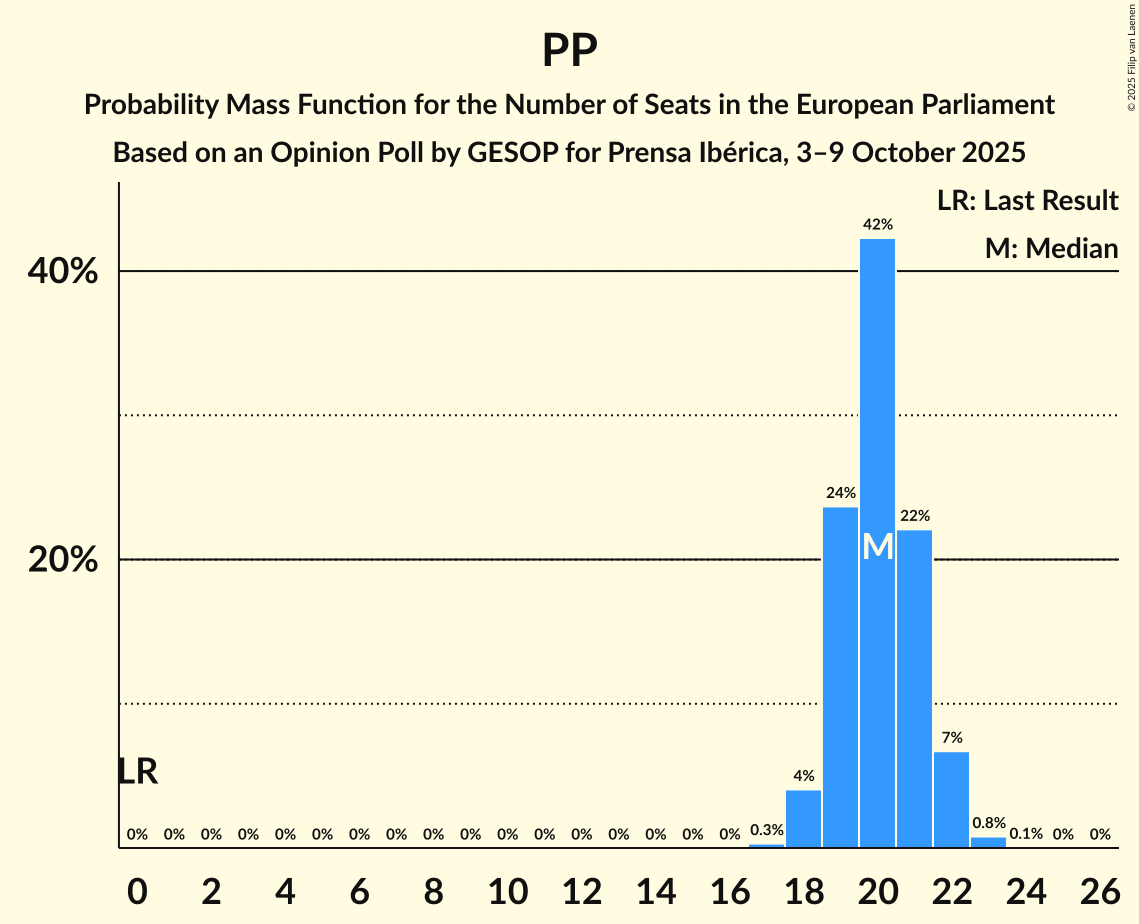 PP
Probability Mass Function for the Number of Seats in the European Parliament
Based on an Opinion Poll by GESOP for Prensa Ibérica, 3–9 October 2025
© 2025 Filip van Laenen
LR: Last Result
M: Median
42%
40%
24%
22%
M
20%
7%
LR
4%
0% 0% 0% 0% 0% 0% 0% 0% 0% 0% 0% 0% 0% 0% 0% 0% 0% 0.3% 0.8% 0.1% 0% 0%
0 2 4 6 8 10 12 14 16 18 20 22 24 26